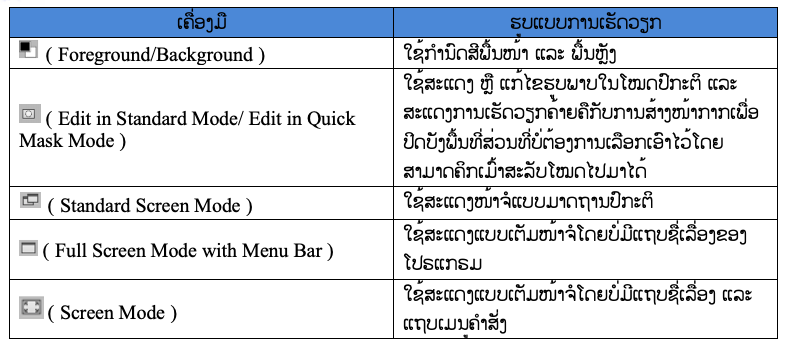 ເຄື່ອງມື
ຮູບແບບການເຮັດວຽກ
( Foreground/Background )
ໃຊ້ກຳນົດສີພື້ນໜ້າ ແລະ ພື້ນຫຼັງ
( Edit in Standard Mode/ Edit in Quick
Mask Mode )
ໃຊ້ສະແດງ ຫຼື ແກ້ໄຂຮູບພາບໃນໂໝດປົກະຕິ ແລະ
ສະແດງການເຮັດວຽກຄ້າຍຄືກັບການສ້າງໜ້າກາກເພື່ອ
ປິດບັງພື້ນທີ່ສ່ວນທີ່ບໍ່ຕ້ອງການເລືອກເອົາໄວ້ໂດຍ
ສາມາດຄິກເມົ້າສະລັບໂໝດໄປມາໄດ້
( Standard Screen Mode )
ໃຊ້ສະແດງໜ້າຈໍແບບມາດຖານປົກະຕິ
( Full Screen Mode with Menu Bar )
ໃຊ້ສະແດງແບບເຕັມໜ້າຈໍໂດຍບໍ່ມີແຖບຊື່ເລື່ອງຂອງ
ໂປຣແກຣມ
( Screen Mode )
ໃຊ້ສະແດງແບບເຕັມໜ້າຈໍໂດຍບໍ່ມີແຖບຊື່ເລື່ອງ ແລະ
ແຖບເມນູຄຳສັ່ງ